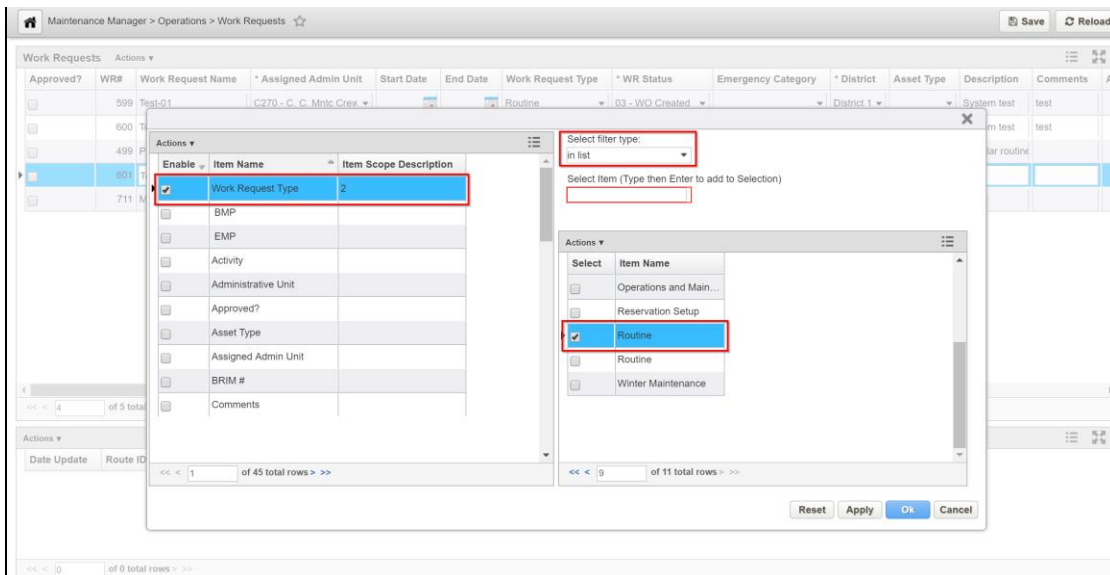 Maintenance Manager > Operations > Work Requests
Save
Reload
Work Requests Actions ▾
Approved? WR# Work Request Name * Assigned Admin Unit Start Date End Date Work Request Type * WR Status Emergency Category * District Asset Type Description Comments
599 Test-01 C270 - C. C. Mntc Crew Routine 03 - WO Created District 1 System test test
600 test test
499
601
711
<< < 4 of 5 total
Actions ▾
Date Update Route ID
<< < 0 of 0 total rows > >>
Actions ▾
Enable Item Name Item Scope Description
Work Request Type 2
BMP
EMP
Activity
Administrative Unit
Approved?
Asset Type
Assigned Admin Unit
BRIM #
Comments
<< < 1 of 45 total rows > >>
Select filter type:
in list
Select Item (Type then Enter to add to Selection)
Actions ▾
Select Item Name
Operations and Main...
Reservation Setup
Routine
Routine
Winter Maintenance
<< < 9 of 11 total rows > >>
Reset Apply Ok Cancel